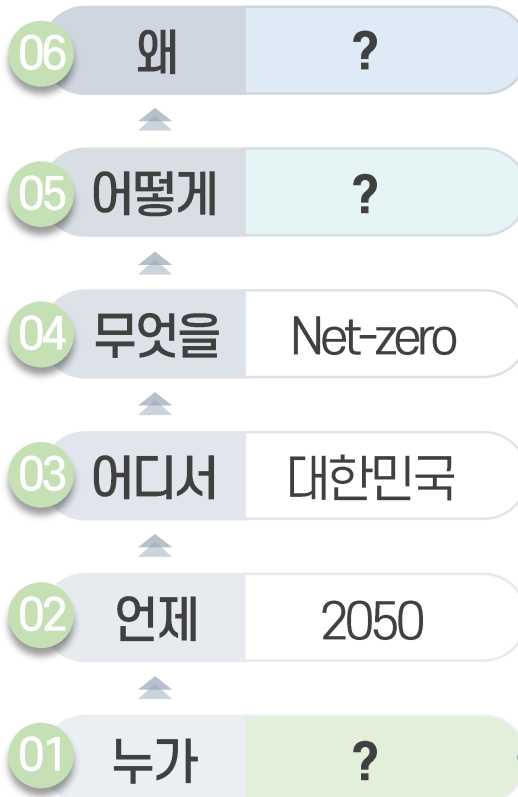 06 왜 ?
05 어떻게 ?
04 무엇을 Net-zero
03 어디서 대한민국
02 언제 2050
01 누가 ?